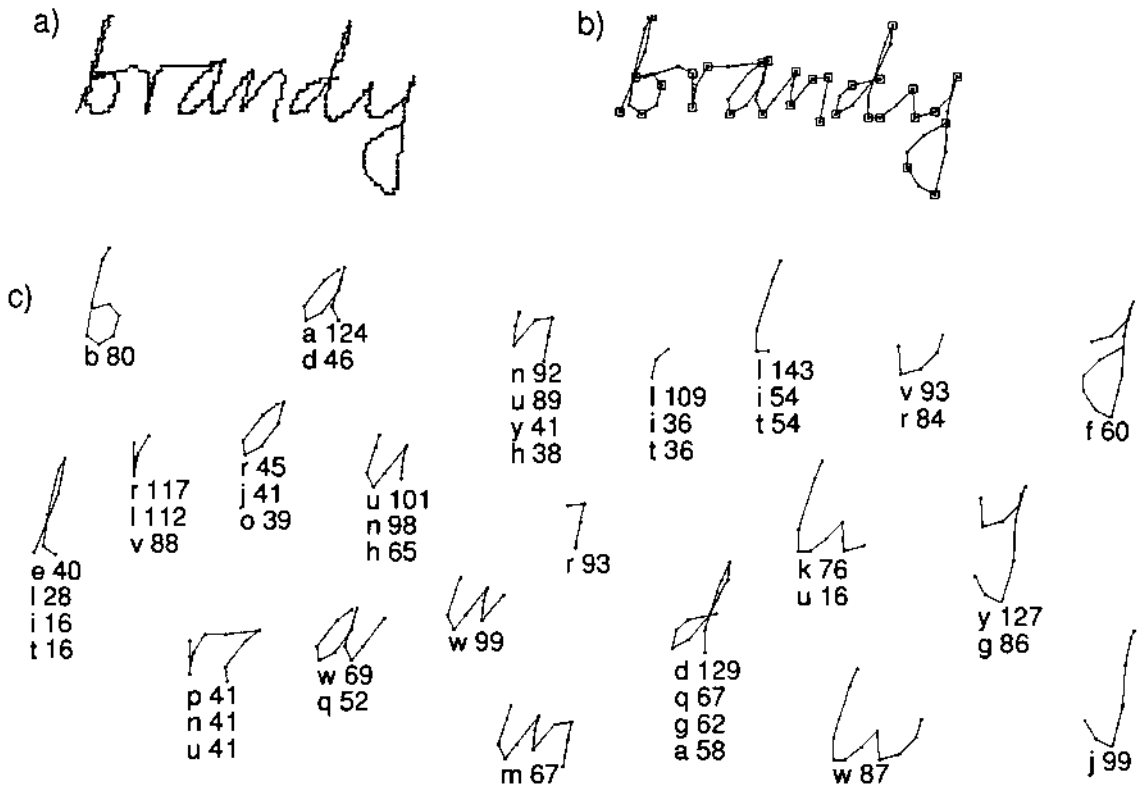 a) brandy
b) brandy
c)
b 80
a 124
d 46
n 92
u 89
y 41
h 38
l 109
i 36
t 36
l 143
i 54
t 54
v 93
r 84
f 60
r 117
l 112
v 88
r 45
j 41
o 39
u 101
n 98
h 65
r 93
k 76
u 16
y 127
g 86
e 40
l 28
i 16
t 16
p 41
n 41
u 41
w 69
q 52
w 99
m 67
d 129
q 67
g 62
a 58
w 87
j 99